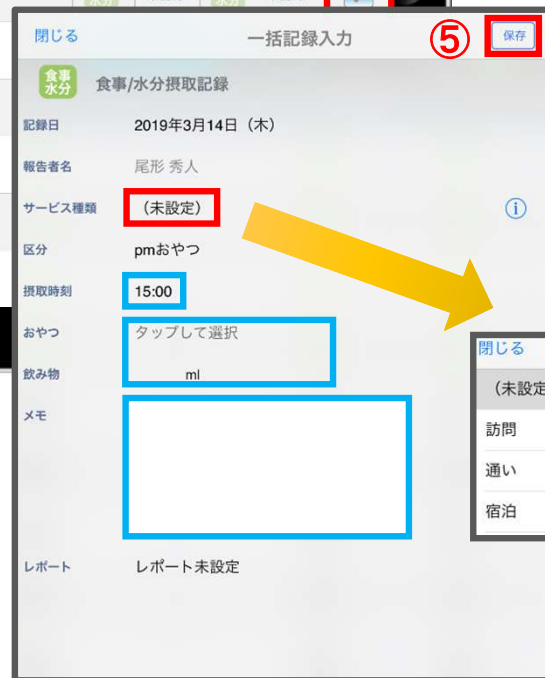 水分
水分
閉じる
一括記録入力
⑤
保存
食事
水分
食事/水分摂取記録
記録日
2019年3月14日（木）
報告者名
尾形 秀人
サービス種類
（未設定）
区分
pmおやつ
摂取時刻
15:00
おやつ
タップして選択
飲み物
ml
メモ
レポート
レポート未設定
閉じる
（未設定
訪問
通い
宿泊